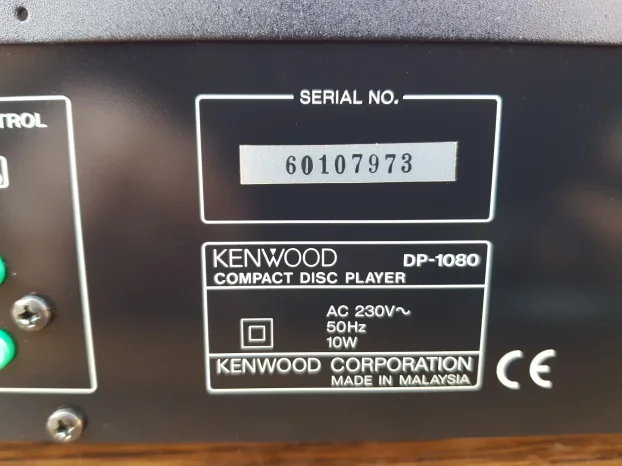 TROL
SERIAL NO.
60107973
KENWOOD DP-1080
COMPACT DISC PLAYER
AC 230V~
50Hz
10W
KENWOOD CORPORATION
MADE IN MALAYSIA
CE